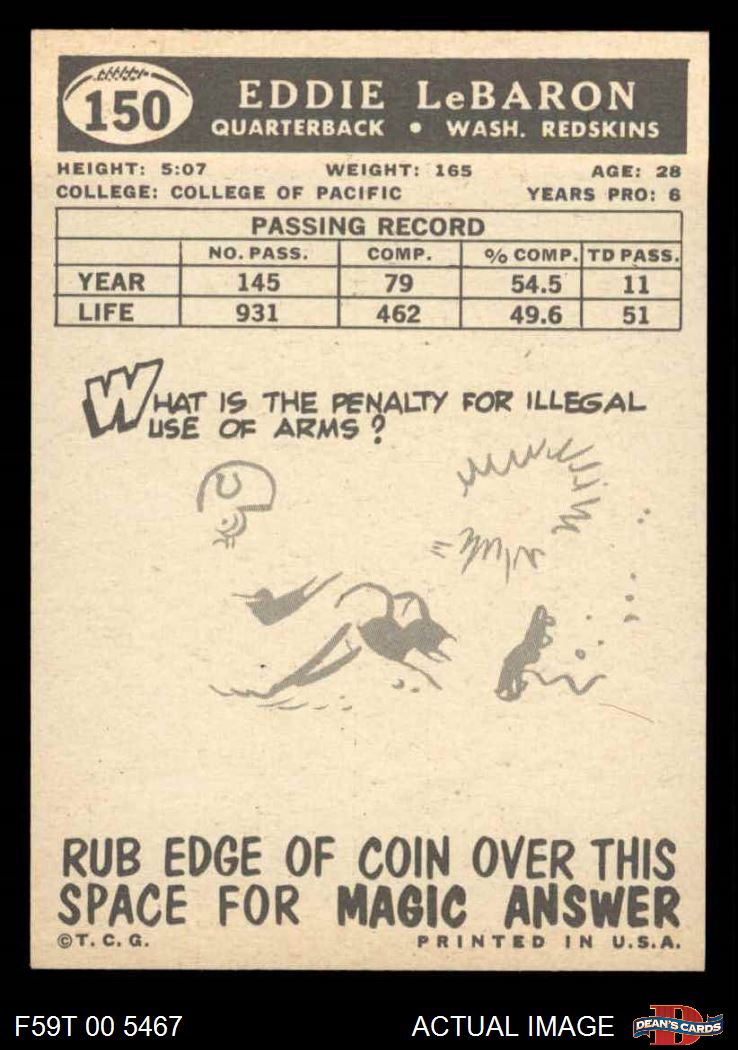 150
EDDIE LeBARON
QUARTERBACK • WASH. REDSKINS
HEIGHT: 5:07 WEIGHT: 165 AGE: 28
COLLEGE: COLLEGE OF PACIFIC YEARS PRO: 6
PASSING RECORD
NO. PASS. COMP. % COMP. TD PASS.
YEAR 145 79 54.5 11
LIFE 931 462 49.6 51
WHAT IS THE PENALTY FOR ILLEGAL
USE OF ARMS?
RUB EDGE OF COIN OVER THIS
SPACE FOR MAGIC ANSWER
©T.C.G. PRINTED IN U.S.A.
F59T 00 5467 ACTUAL IMAGE D DEAN'S CARDS